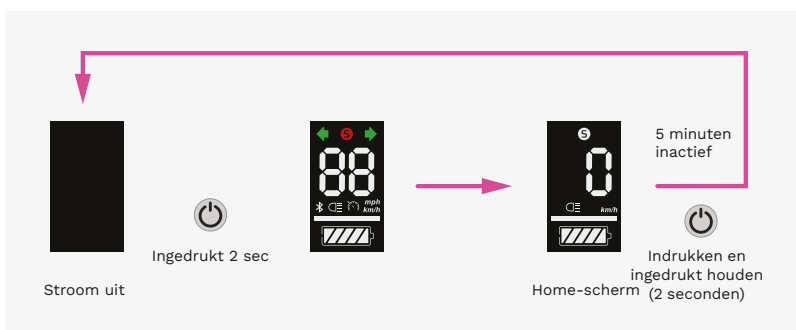 Stroom uit
Ingedrukt 2 sec
S
88
mph
km/h
S
0
km/h
Home-scherm
5 minuten
inactief
Indrukken en
ingedrukt houden
(2 seconden)